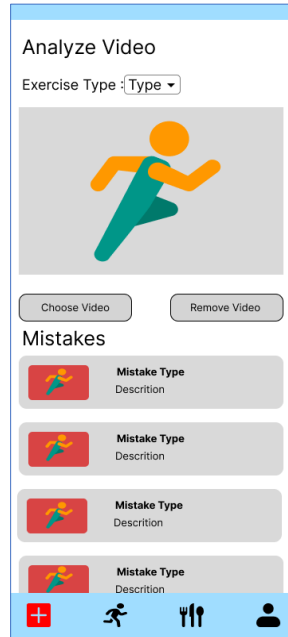 Analyze Video
Exercise Type : Type
Choose Video Remove Video
Mistakes
Mistake Type
Descrition
Mistake Type
Descrition
Mistake Type
Descrition
Mistake Type
Descrition